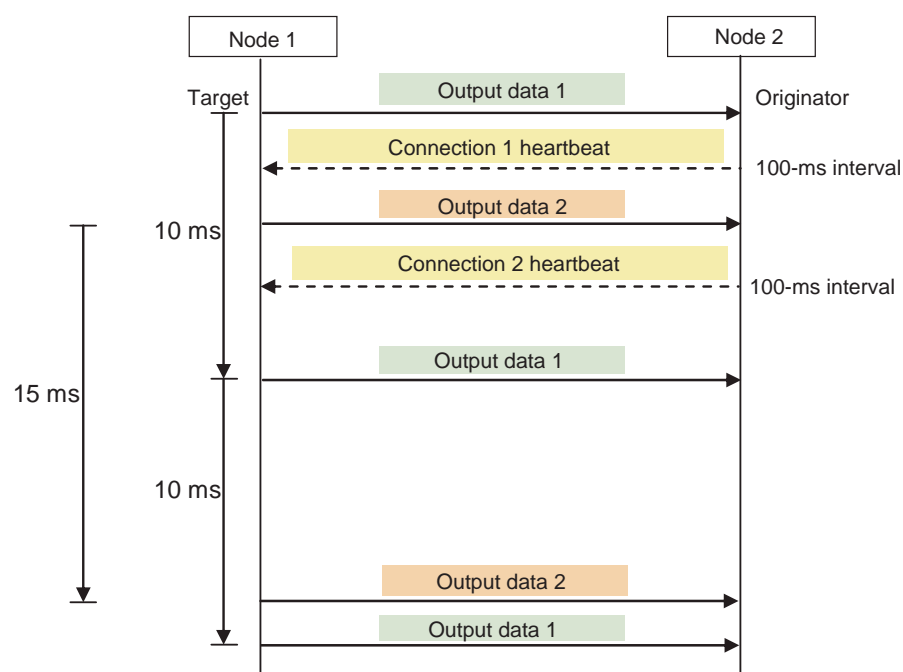 Node 1
Node 2
Target
Output data 1
Originator
Connection 1 heartbeat
100-ms interval
Output data 2
10 ms
Connection 2 heartbeat
100-ms interval
Output data 1
15 ms
10 ms
Output data 2
Output data 1